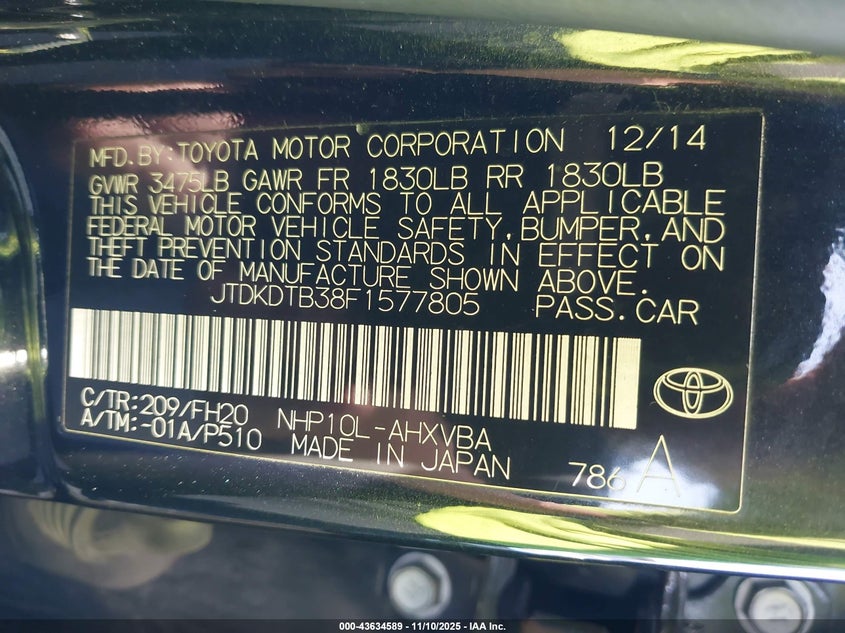 MFD.BY:TOYOTA MOTOR CORPORATION 12/14
GVWR 3475LB GAWR FR 1830LB RR 1830LB
THIS VEHICLE CONFORMS TO ALL APPLICABLE
FEDERAL MOTOR VEHICLE SAFETY,BUMPER,AND
THEFT PREVENTION STANDARDS IN EFFECT ON
THE DATE OF MANUFACTURE SHOWN ABOVE.
JTDKDTB38F1577805 PASS.CAR
C/TR:209/FH20 NHP10L-AHXVBA
A/TM:-01A/P510 MADE IN JAPAN 786 A
000-43634589 - 11/10/2025 - IAA Inc.